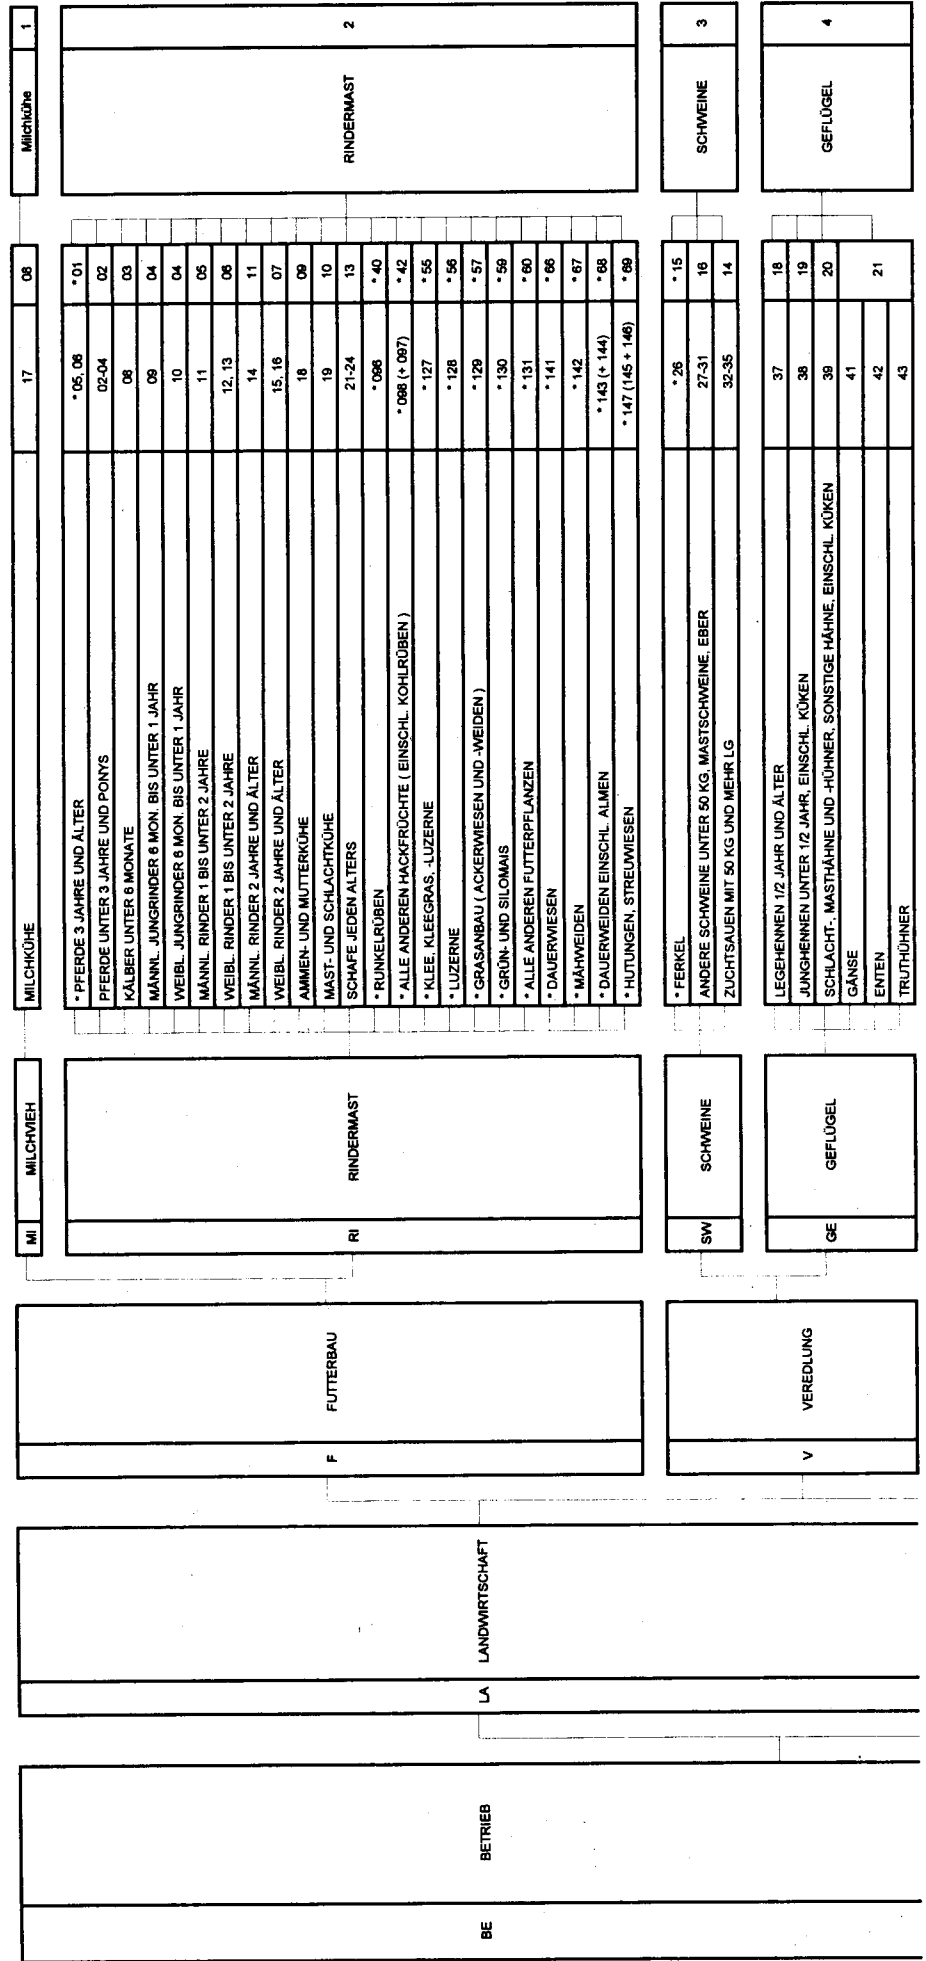 BE BETRIEB
LA LANDWIRTSCHAFT
F FUTTERBAU
V VEREDLUNG
MI MILCHVIEH
RI RINDERMAST
SW SCHWEINE
GE GEFLÜGEL
MILCHKÜHE 17 08
* PFERDE 3 JAHRE UND ÄLTER * 05, 06 * 01
PFERDE UNTER 3 JAHRE UND PONYS 02-04 02
KÄLBER UNTER 6 MONATE 08 03
MÄNNL. JUNGRINDER 6 MON. BIS UNTER 1 JAHR 09 04
WEIBL. JUNGRINDER 6 MON. BIS UNTER 1 JAHR 10 04
MÄNNL. RINDER 1 BIS UNTER 2 JAHRE 11 05
WEIBL. RINDER 1 BIS UNTER 2 JAHRE 12, 13 06
MÄNNL. RINDER 2 JAHRE UND ÄLTER 14 11
WEIBL. RINDER 2 JAHRE UND ÄLTER 15, 16 07
AMMEN- UND MUTTERKÜHE 18 09
MAST- UND SCHLACHTKÜHE 19 10
SCHAFE JEDEN ALTERS 21-24 13
* RUNKELRÜBEN * 096 * 40
* ALLE ANDEREN HACKFRÜCHTE ( EINSCHL. KOHLRÜBEN ) * 098 (+ 097) * 42
* KLEE, KLEEGRAS, -LUZERNE * 127 * 55
* LUZERNE * 128 * 56
* GRASANBAU ( ACKERWIESEN UND -WEIDEN ) * 129 * 57
* GRÜN- UND SILOMAIS * 130 * 59
* ALLE ANDEREN FUTTERPFLANZEN * 131 * 60
* DAUERWIESEN * 141 * 66
* MÄHWEIDEN * 142 * 67
* DAUERWEIDEN EINSCHL. ALMEN * 143 (+ 144) * 68
* HUTUNGEN, STREUWIESEN * 147 (145 + 146) * 69
* FERKEL * 26 * 15
ANDERE SCHWEINE UNTER 50 KG, MASTSCHWEINE, EBER 27-31 16
ZUCHTSAUEN MIT 50 KG UND MEHR LG 32-35 14
LEGEHENNEN 1/2 JAHR UND ÄLTER 37 18
JUNGHENNEN UNTER 1/2 JAHR, EINSCHL. KÜKEN 38 19
SCHLACHT-, MASTHÄHNE UND -HÜHNER, SONSTIGE HÄHNE, EINSCHL. KÜKEN 39 20
GÄNSE 41
ENTEN 42 21
TRUTHÜHNER 43
Milchkühe 1
RINDERMAST 2
SCHWEINE 3
GEFLÜGEL 4